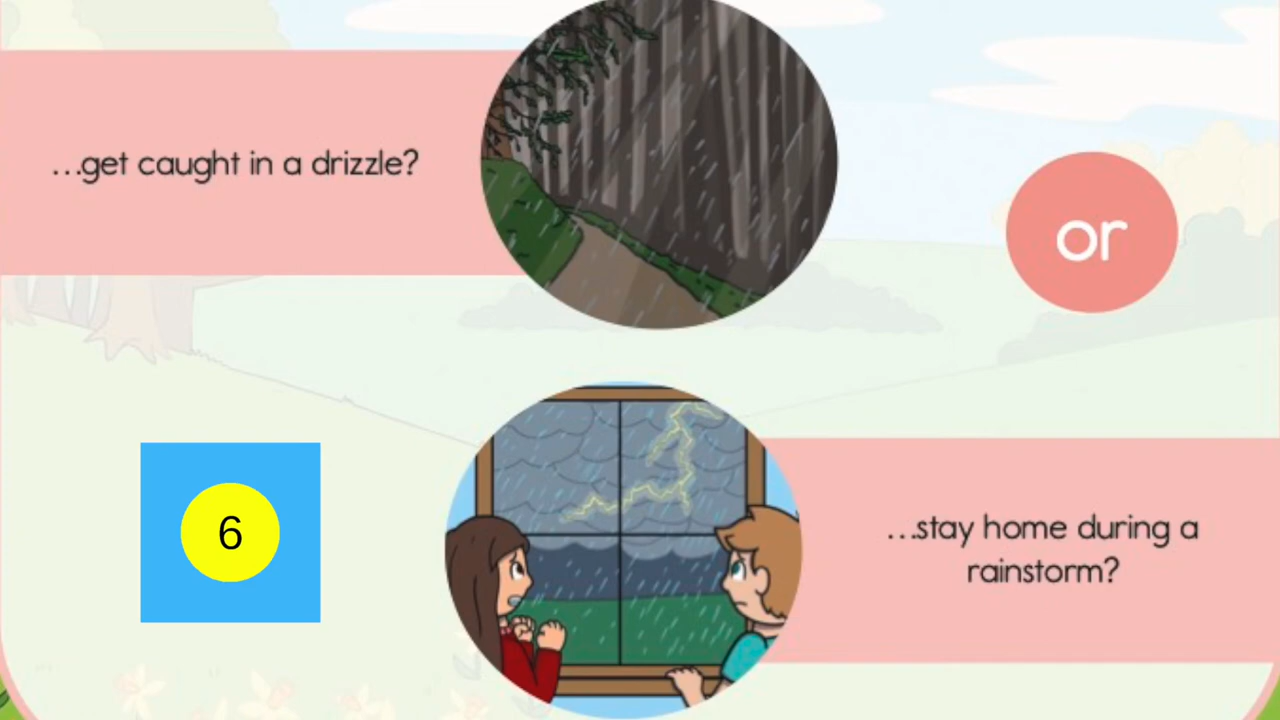 ...get caught in a drizzle?
or
6
...stay home during a
rainstorm?